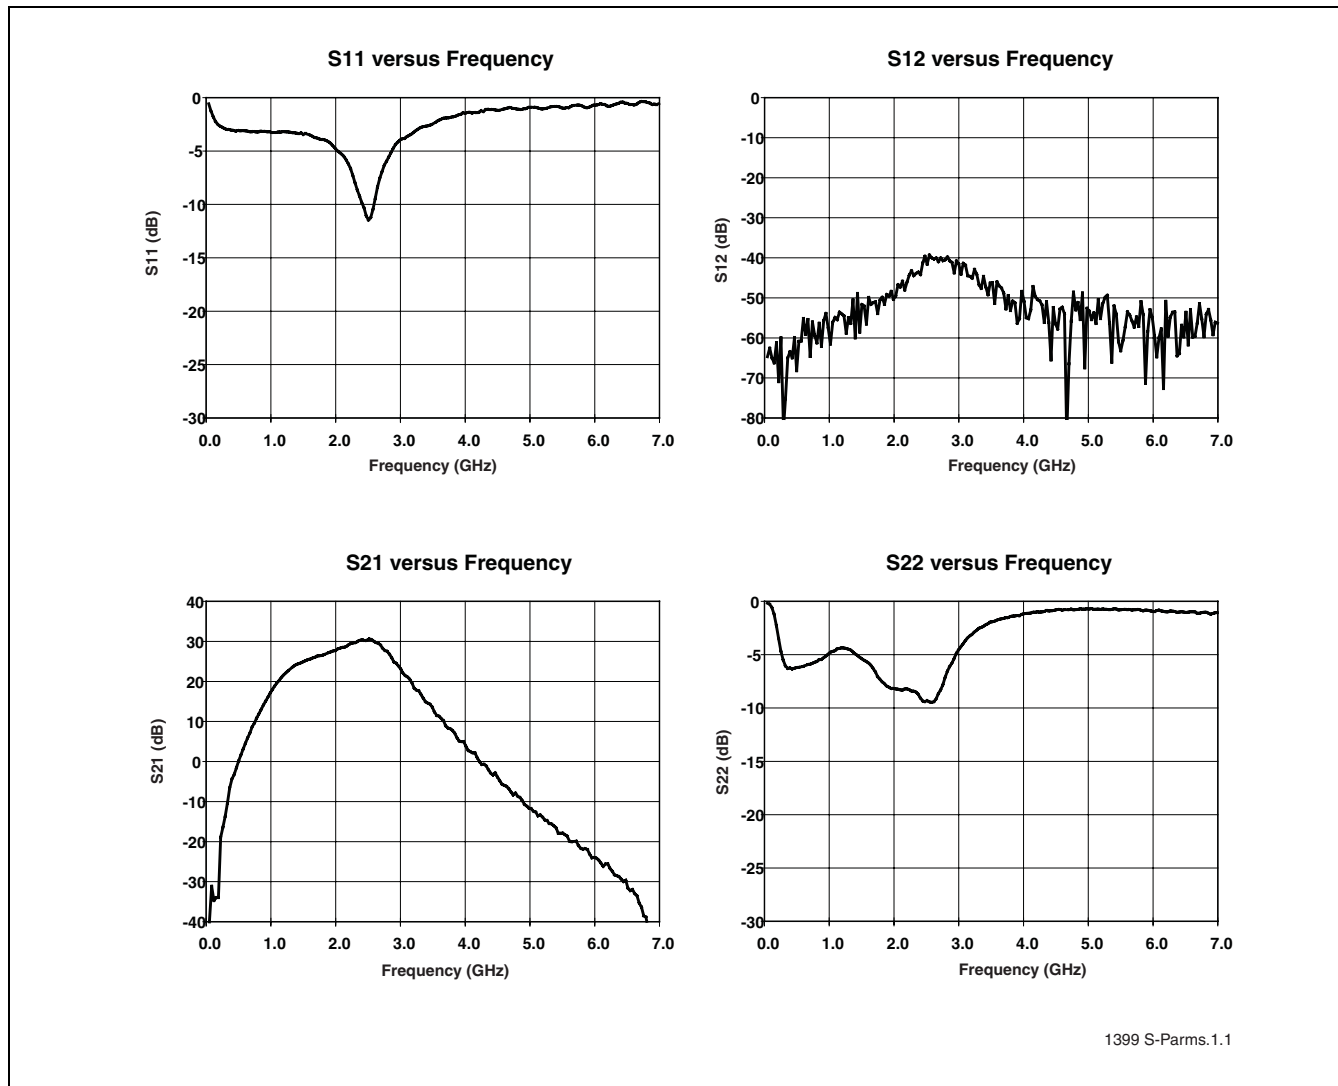 S11 versus Frequency
0
-5
-10
-15
-20
-25
-30
S11 (dB)
0.0 1.0 2.0 3.0 4.0 5.0 6.0 7.0
Frequency (GHz)
S12 versus Frequency
0
-10
-20
-30
-40
-50
-60
-70
-80
S12 (dB)
0.0 1.0 2.0 3.0 4.0 5.0 6.0 7.0
Frequency (GHz)
S21 versus Frequency
40
30
20
10
0
-10
-20
-30
-40
S21 (dB)
0.0 1.0 2.0 3.0 4.0 5.0 6.0 7.0
Frequency (GHz)
S22 versus Frequency
0
-5
-10
-15
-20
-25
-30
S22 (dB)
0.0 1.0 2.0 3.0 4.0 5.0 6.0 7.0
Frequency (GHz)
1399 S-Parms.1.1